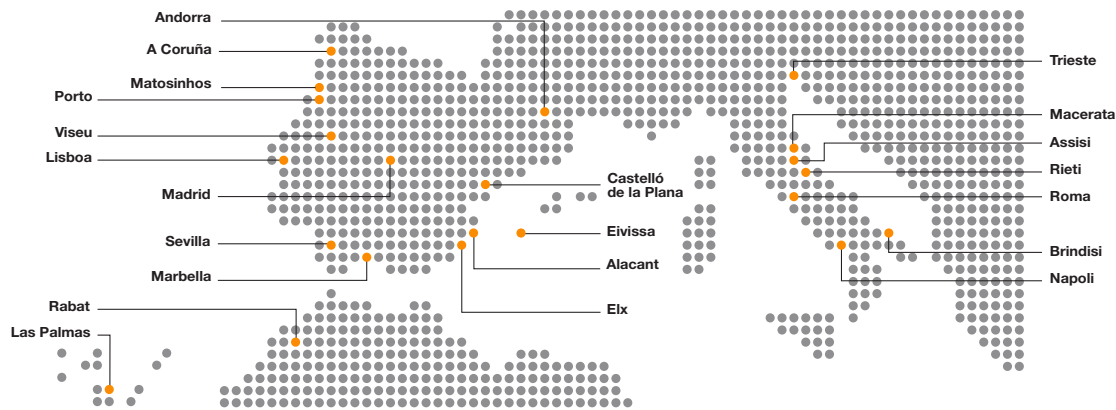 Andorra
A Coruña
Matosinhos
Porto
Viseu
Lisboa
Madrid
Sevilla
Marbella
Rabat
Las Palmas
Castelló
de la Plana
Eivissa
Alacant
Elx
Trieste
Macerata
Assisi
Rieti
Roma
Brindisi
Napoli